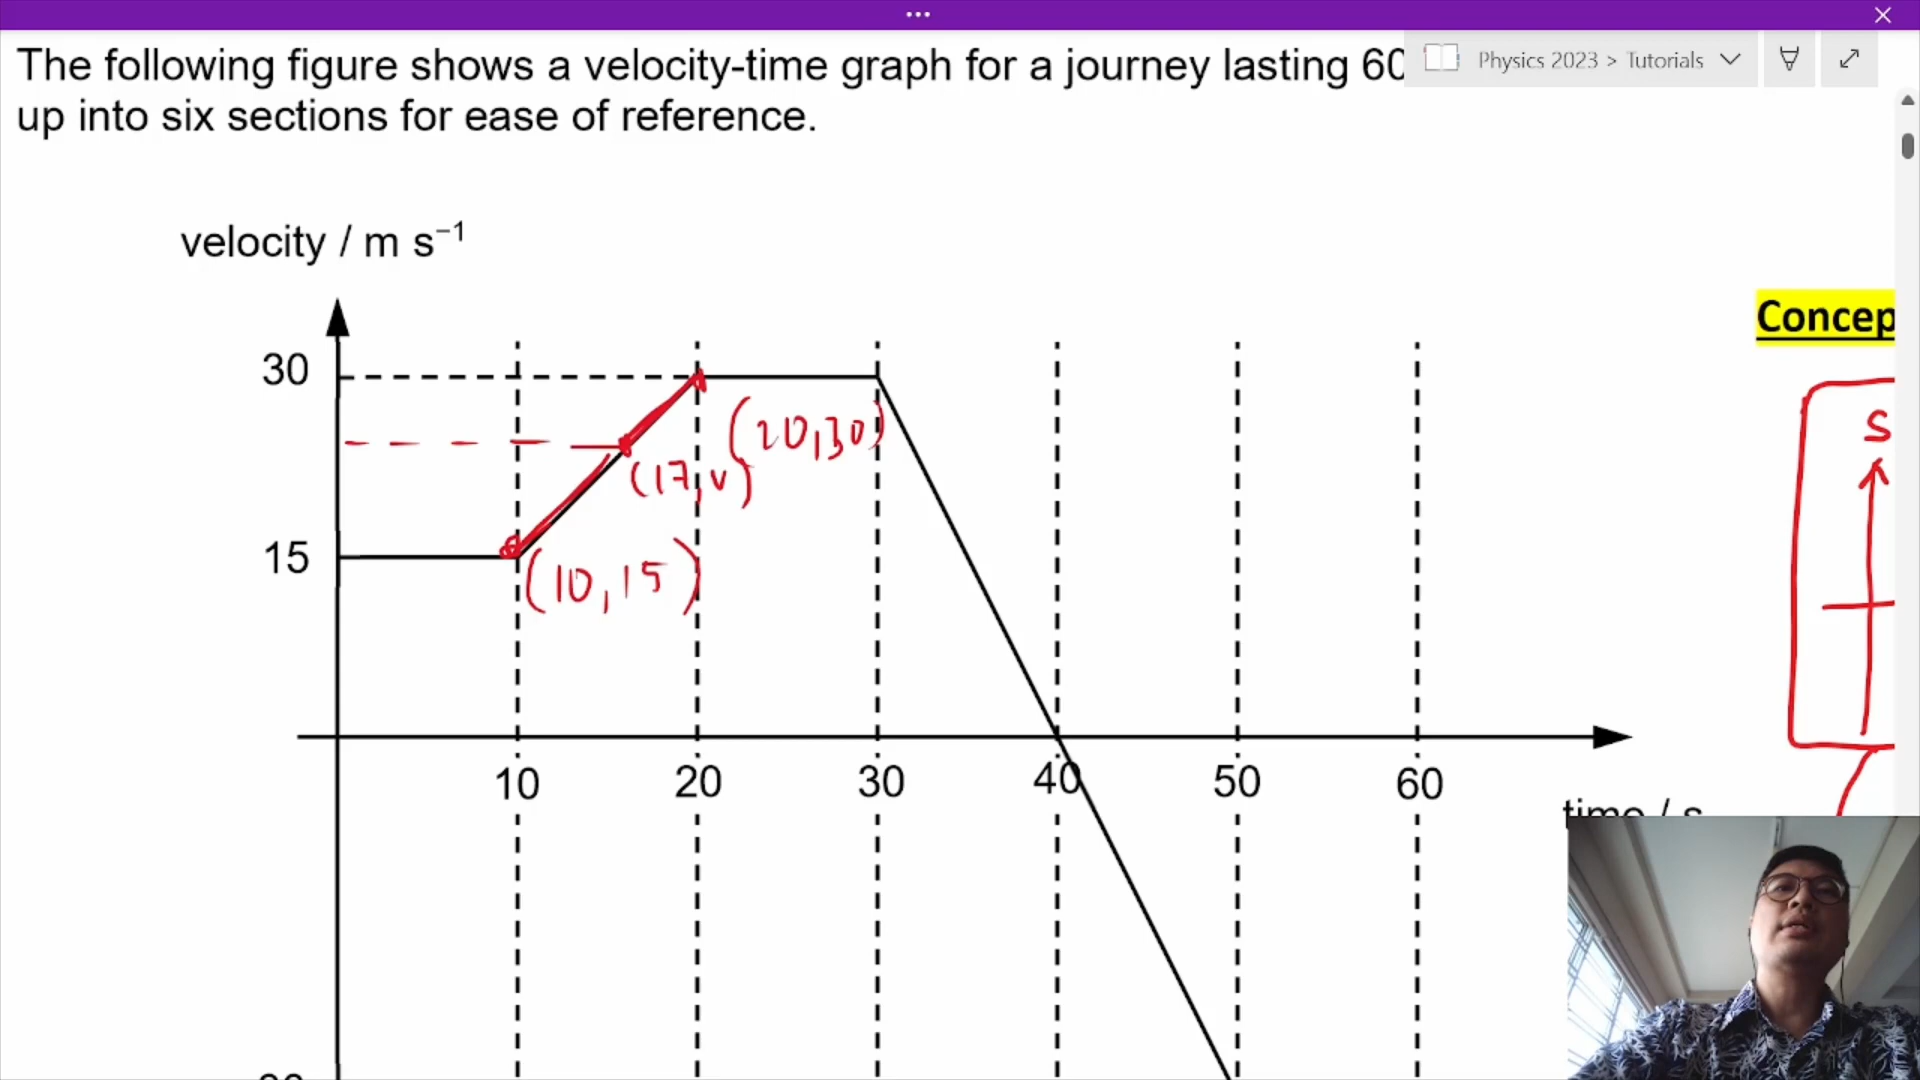 The following figure shows a velocity-time graph for a journey lasting 60
up into six sections for ease of reference.
Physics 2023 > Tutorials
velocity / m s⁻¹
Concep
30
S
(20,30)
(17,v)
15
(10,15)
10 20 30 40 50 60
time / s